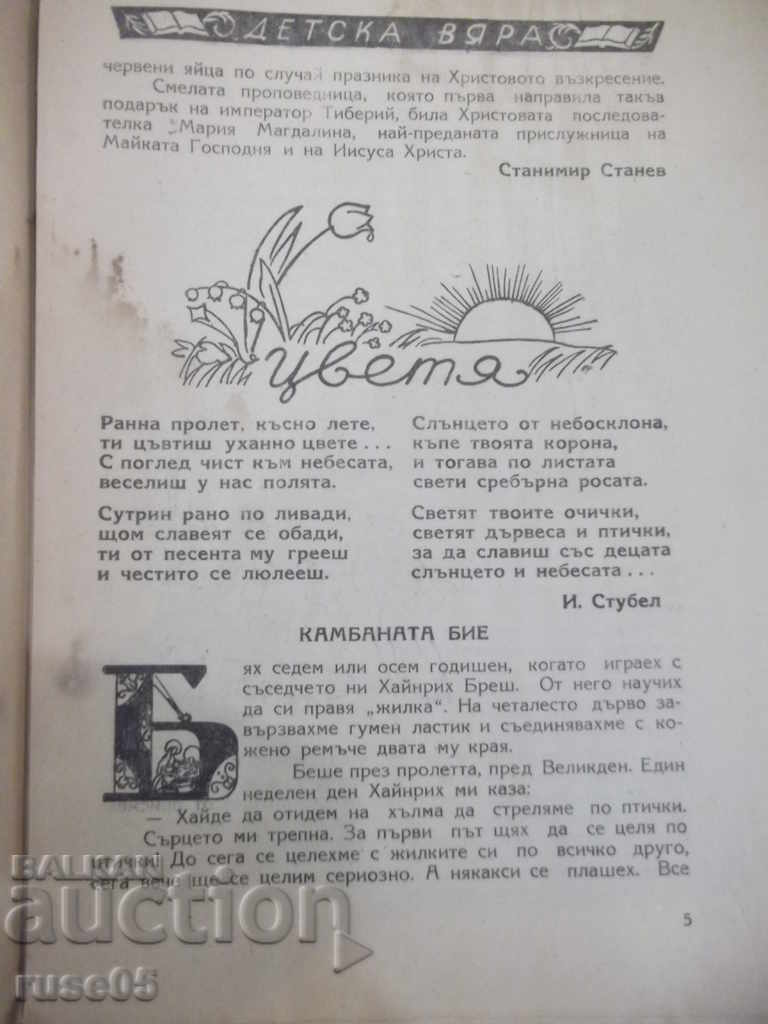 ДЕТСКА ВЯРА
червени яйца по случай празника на Христовото възкресение.
Смелата проповедница, която първа направила такъв
подарък на император Тиберий, била Христовата последова-
телка Мария Магдалина, най-преданата прислужница на
Майката Господня и на Иисуса Христа.
Станимир Станев
цветя
Ранна пролет, късно лете,
ти цъвтиш уханно цвете . . .
С поглед чист към небесата,
веселиш у нас полята.
Сутрин рано по ливади,
щом славеят се обади,
ти от песента му грееш
и честито се люлееш.
Слънцето от небосклона,
къпе твоята корона,
и тогава по листата
свети сребърна росата.
Светят твоите очички,
светят дървеса и птички,
за да славиш със децата
слънцето и небесата . . .
И. Стубел
КАМБАНАТА БИЕ
Бях седем или осем годишен, когато играех с
съседчето ни Хайнрих Бреш. От него научих
да си правя „жилка“. На четалесто дърво за-
вързвахме гумен ластик и съединявахме с ко-
жено ремъче двата му края.
Беше през пролетта, пред Великден. Един
неделен ден Хайнрих ми каза:
— Хайде да отидем на хълма да стреляме по птички.
Сърцето ми трепна. За първи път щях да се целя по
птички! До сега се целехме с жилките си по всичко друго,
сега вече ще се целим сериозно. А някакси се плашех. Все
5
BALKAN
auction
ruse05